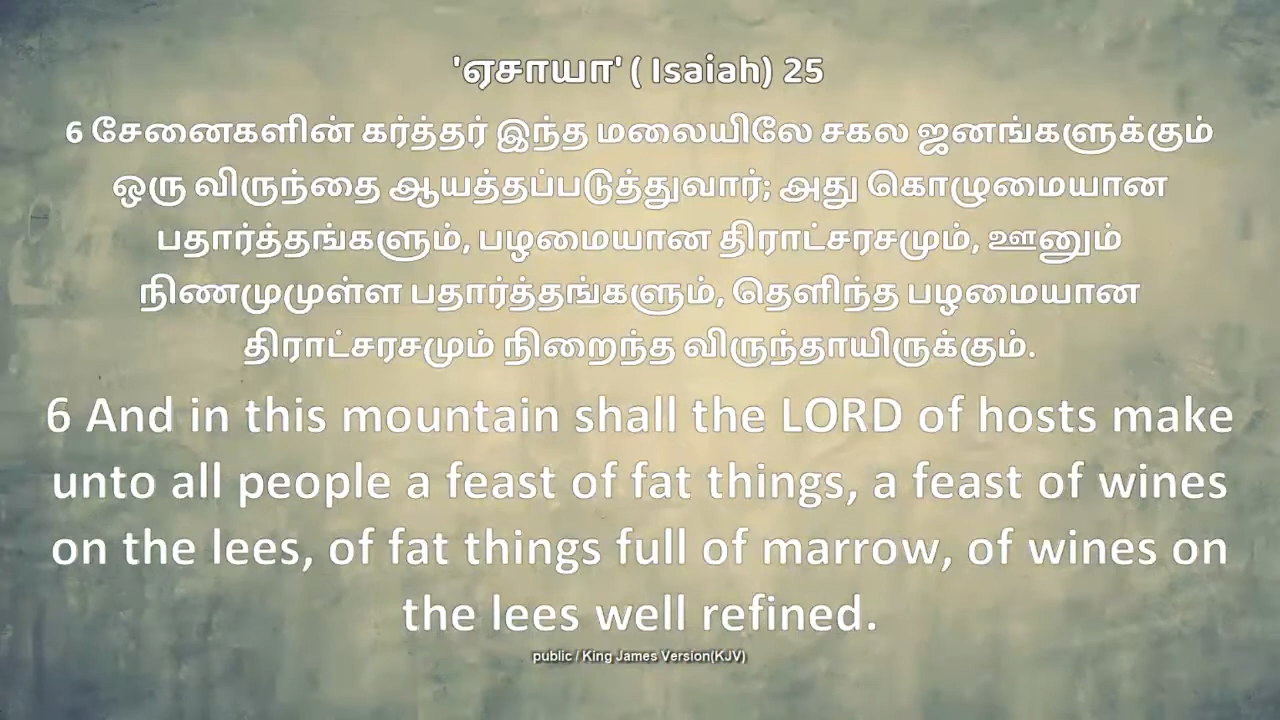 'ஏசாயா' ( Isaiah) 25
6 சேனைகளின் கர்த்தர் இந்த மலையிலே சகல ஜனங்களுக்கும்
ஒரு விருந்தை ஆயத்தப்படுத்துவார்; அது கொழுமையான
பதார்த்தங்களும், பழமையான திராட்சரசமும், ஊனும்
நிணமுமுள்ள பதார்த்தங்களும், தெளிந்த பழமையான
திராட்சரசமும் நிறைந்த விருந்தாயிருக்கும்.
6 And in this mountain shall the LORD of hosts make
unto all people a feast of fat things, a feast of wines
on the lees, of fat things full of marrow, of wines on
the lees well refined.
public / King James Version(KJV)